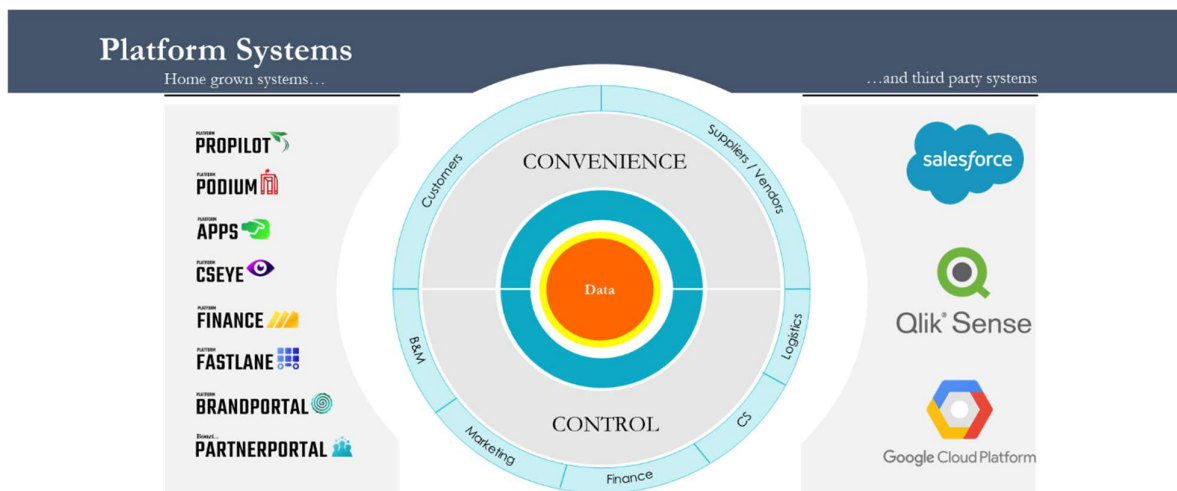 Platform Systems
Home grown systems…
…and third party systems
PLATFORM
PROPILOT
PLATFORM
PODIUM
PLATFORM
APPS
PLATFORM
CSEYE
PLATFORM
FINANCE
PLATFORM
FASTLANE
PLATFORM
BRANDPORTAL
Boozt...
PARTNERPORTAL
Customers
Suppliers / Vendors
CONVENIENCE
Data
B&M
Logistics
CONTROL
Marketing
CS
Finance
salesforce
Qlik® Sense
Google Cloud Platform